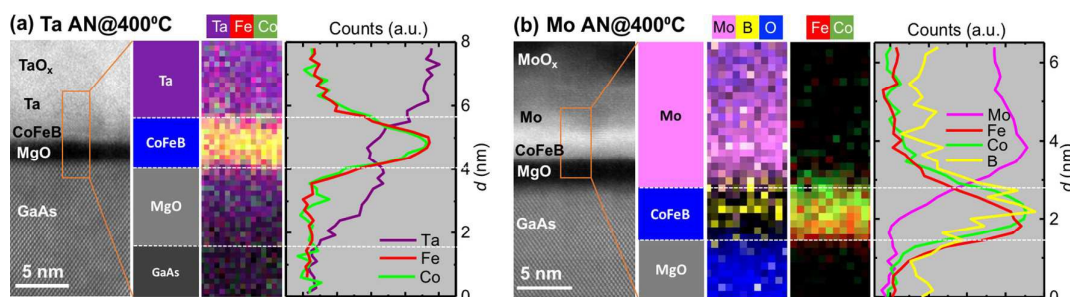 (a) Ta AN@400ºC
Ta Fe Co
Counts (a.u.)
TaOx
Ta
CoFeB
MgO
GaAs
5 nm
Ta
CoFeB
MgO
GaAs
Ta
Fe
Co
8
6
4
2
0
d (nm)
(b) Mo AN@400ºC
Mo B O
Fe Co
Counts (a.u.)
MoOx
Mo
CoFeB
MgO
GaAs
5 nm
Mo
CoFeB
MgO
Mo
Fe
Co
B
6
4
2
0
d (nm)